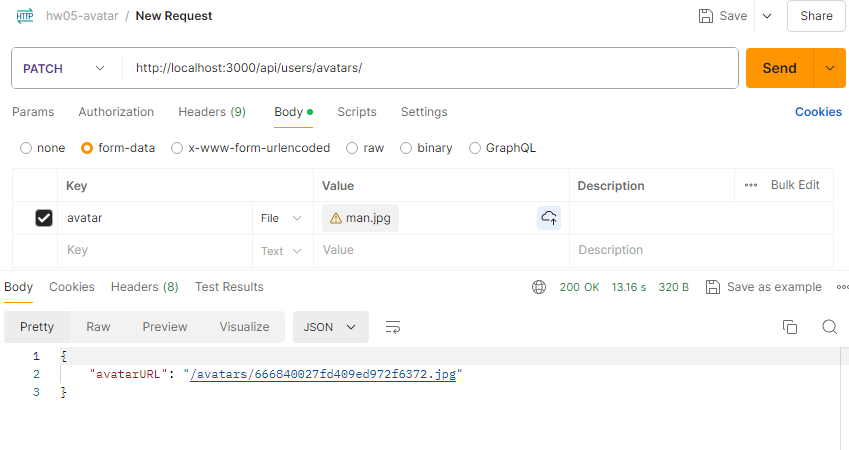 HTTP hw05-avatar / New Request Save Share
PATCH http://localhost:3000/api/users/avatars/ Send
Params Authorization Headers (9) Body Scripts Settings Cookies
none form-data x-www-form-urlencoded raw binary GraphQL
Key Value Description Bulk Edit
avatar File man.jpg
Key Text Value Description
Body Cookies Headers (8) Test Results 200 OK 13.16 s 320 B Save as example
Pretty Raw Preview Visualize JSON
1 {
2 "avatarURL": "/avatars/666840027fd409ed972f6372.jpg"
3 }